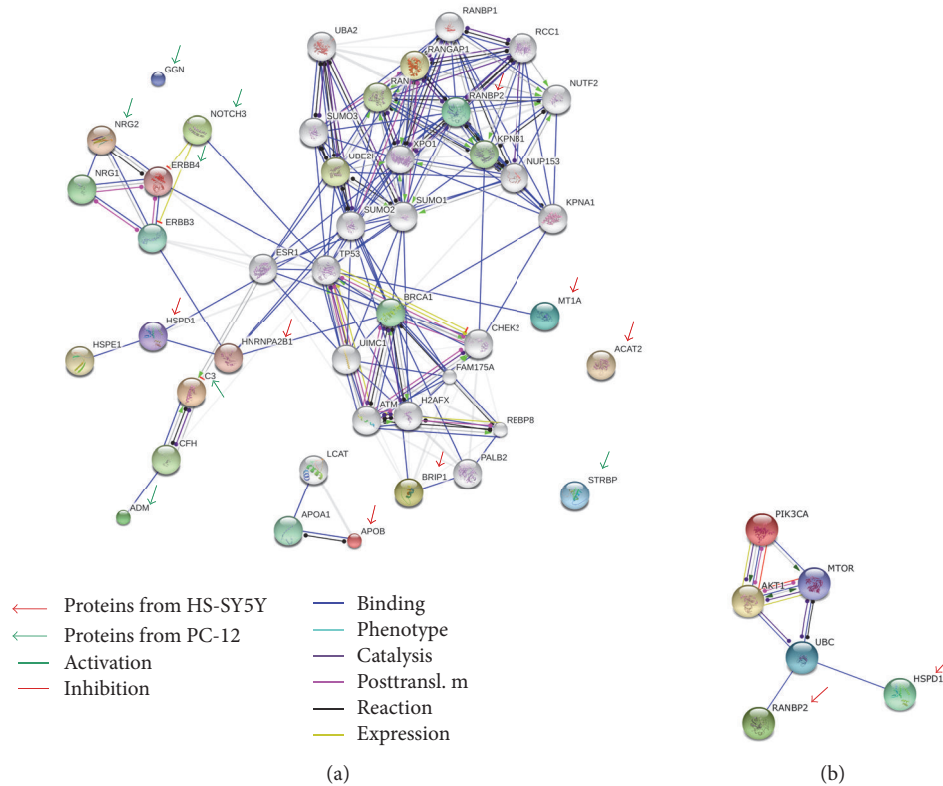 RANBP1
UBA2
RCC1
RANGAP1
GGN
RAN
RANBP2
NUTF2
NRG2
NOTCH3
SUMO3
XPO1
KPNB1
ERBB4
NUP153
NRG1
SUMO2
SUMO1
KPNA1
ERBB3
ESR1
TP53
BRCA1
MT1A
HSPD1
CHEK2
HSPE1
HNRNPA2B1
UIMC1
ACAT2
C3
FAM175A
ATM
H2AFX
RBBP8
CFH
LCAT
BRIP1
PALB2
STRBP
ADM
APOA1
APOB
PIK3CA
AKT1
MTOR
UBC
HSPD1
RANBP2
Proteins from HS-SY5Y
Proteins from PC-12
Activation
Inhibition
Binding
Phenotype
Catalysis
Posttransl. m
Reaction
Expression
(a)
(b)